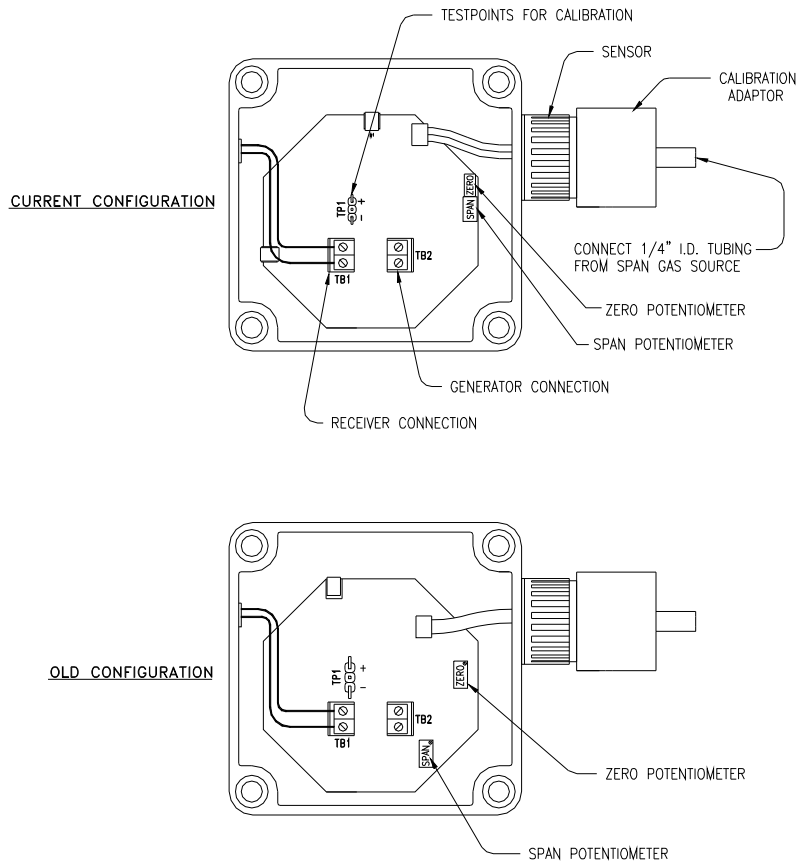 TESTPOINTS FOR CALIBRATION
SENSOR
CALIBRATION
ADAPTOR
CURRENT CONFIGURATION
TP1
+
−
ZERO
SPAN
TB1
TB2
CONNECT 1/4" I.D. TUBING
FROM SPAN GAS SOURCE
ZERO POTENTIOMETER
SPAN POTENTIOMETER
GENERATOR CONNECTION
RECEIVER CONNECTION
OLD CONFIGURATION
TP1
+
−
ZERO
TB1
TB2
SPAN
ZERO POTENTIOMETER
SPAN POTENTIOMETER